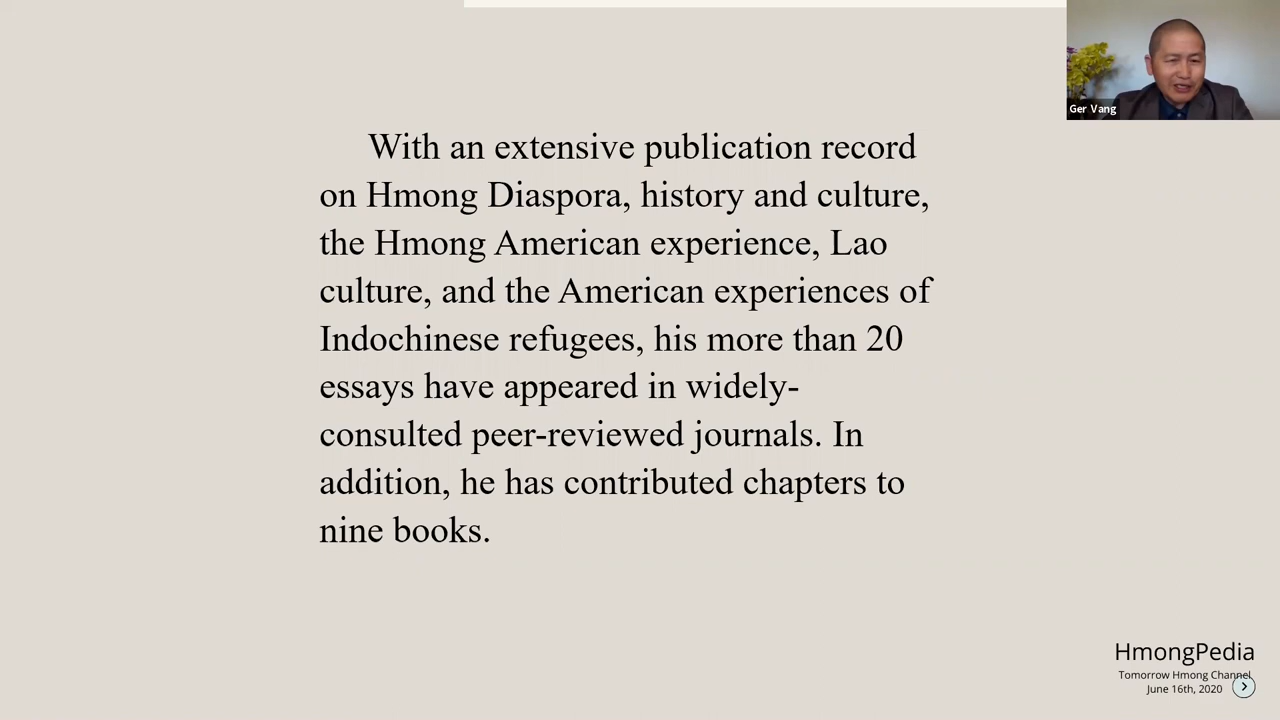 Ger Vang
With an extensive publication record
on Hmong Diaspora, history and culture,
the Hmong American experience, Lao
culture, and the American experiences of
Indochinese refugees, his more than 20
essays have appeared in widely-
consulted peer-reviewed journals. In
addition, he has contributed chapters to
nine books.
HmongPedia
Tomorrow Hmong Channel
June 16th, 2020